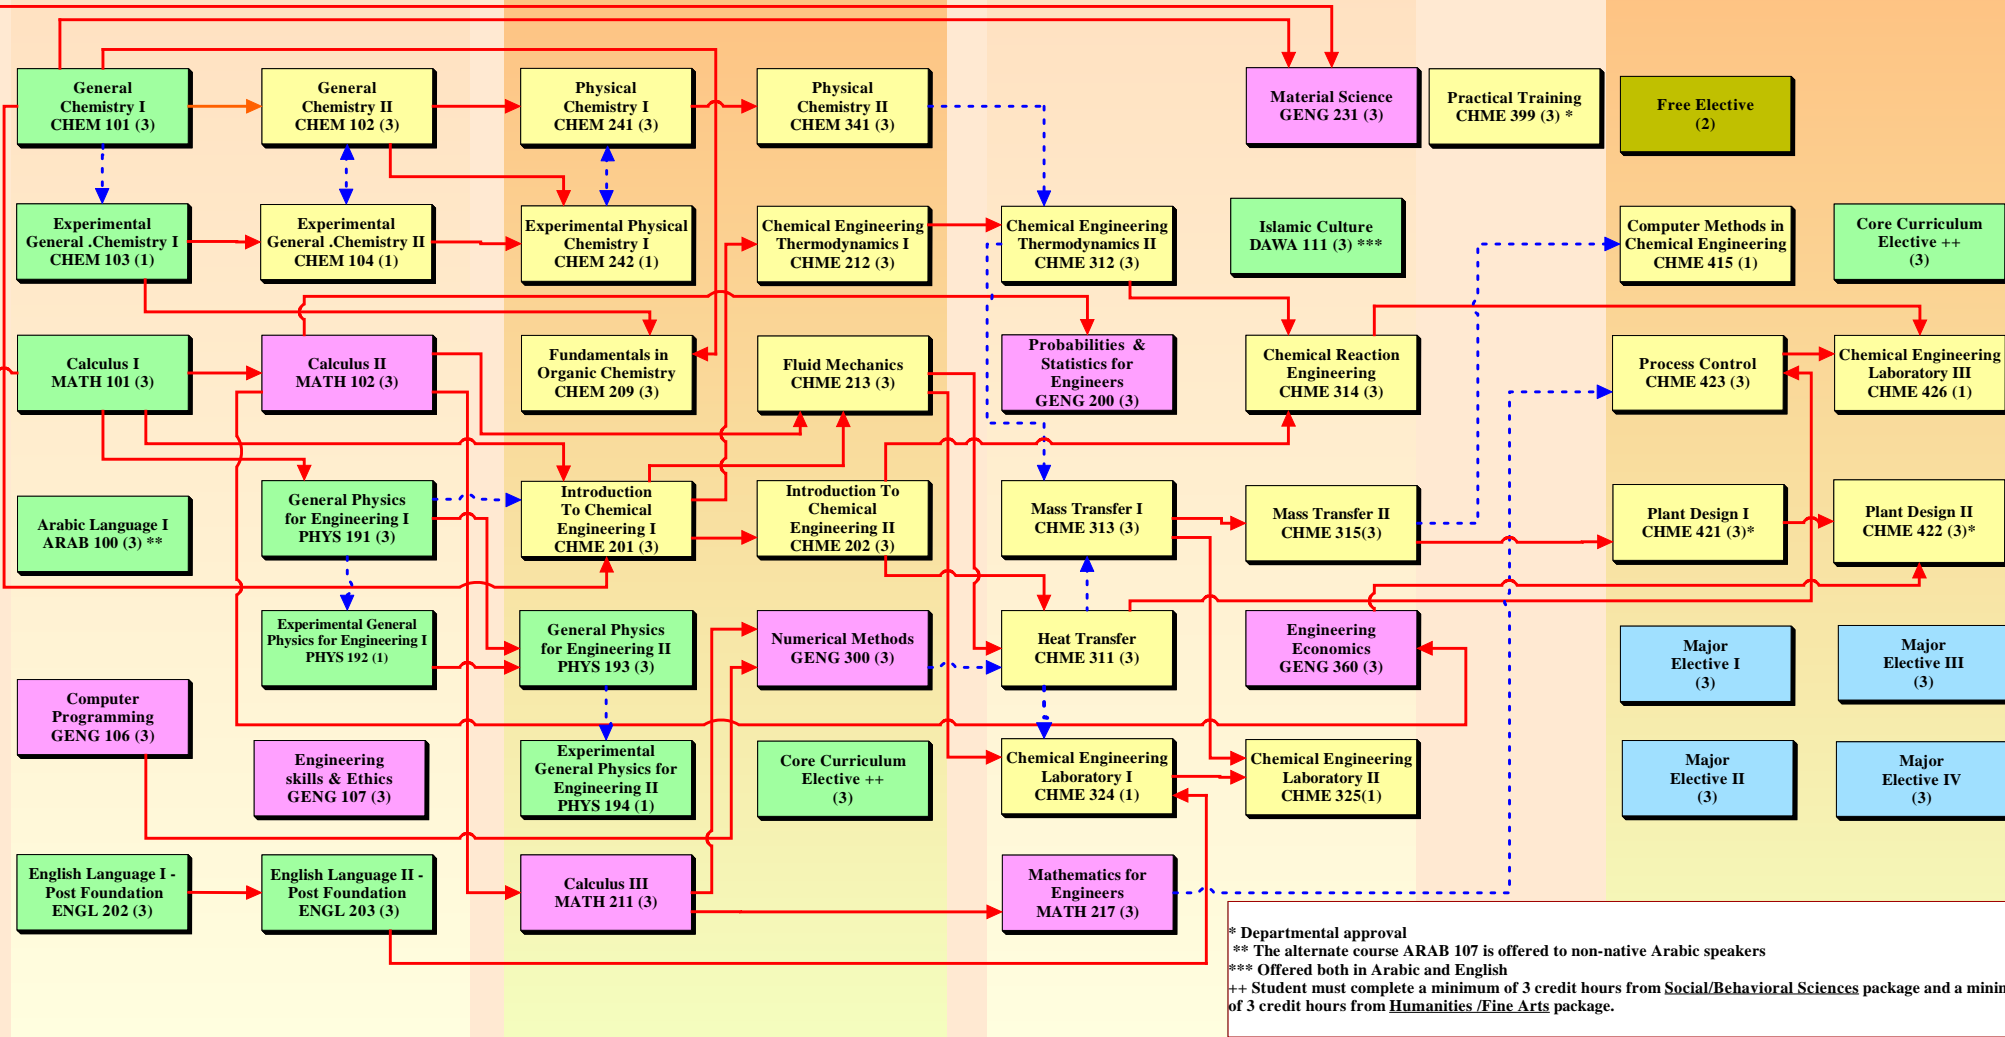 General
Chemistry I
CHEM 101 (3)
General
Chemistry II
CHEM 102 (3)
Physical
Chemistry I
CHEM 241 (3)
Physical
Chemistry II
CHEM 341 (3)
Material Science
GENG 231 (3)
Practical Training
CHME 399 (3) *
Free Elective
(2)
Experimental
General .Chemistry I
CHEM 103 (1)
Experimental
General .Chemistry II
CHEM 104 (1)
Experimental Physical
Chemistry I
CHEM 242 (1)
Chemical Engineering
Thermodynamics I
CHME 212 (3)
Chemical Engineering
Thermodynamics II
CHME 312 (3)
Islamic Culture
DAWA 111 (3) ***
Computer Methods in
Chemical Engineering
CHME 415 (1)
Core Curriculum
Elective ++
(3)
Calculus I
MATH 101 (3)
Calculus II
MATH 102 (3)
Fundamentals in
Organic Chemistry
CHEM 209 (3)
Fluid Mechanics
CHME 213 (3)
Probabilities &
Statistics for
Engineers
GENG 200 (3)
Chemical Reaction
Engineering
CHME 314 (3)
Process Control
CHME 423 (3)
Chemical Engineering
Laboratory III
CHME 426 (1)
Arabic Language I
ARAB 100 (3) **
General Physics
for Engineering I
PHYS 191 (3)
Introduction
To Chemical
Engineering I
CHME 201 (3)
Introduction To
Chemical
Engineering II
CHME 202 (3)
Mass Transfer I
CHME 313 (3)
Mass Transfer II
CHME 315(3)
Plant Design I
CHME 421 (3)*
Plant Design II
CHME 422 (3)*
Experimental General
Physics for Engineering I
PHYS 192 (1)
General Physics
for Engineering II
PHYS 193 (3)
Numerical Methods
GENG 300 (3)
Heat Transfer
CHME 311 (3)
Engineering
Economics
GENG 360 (3)
Major
Elective I
(3)
Major
Elective III
(3)
Computer
Programming
GENG 106 (3)
Engineering
skills & Ethics
GENG 107 (3)
Experimental
General Physics for
Engineering II
PHYS 194 (1)
Core Curriculum
Elective ++
(3)
Chemical Engineering
Laboratory I
CHME 324 (1)
Chemical Engineering
Laboratory II
CHME 325(1)
Major
Elective II
(3)
Major
Elective IV
(3)
English Language I -
Post Foundation
ENGL 202 (3)
English Language II -
Post Foundation
ENGL 203 (3)
Calculus III
MATH 211 (3)
Mathematics for
Engineers
MATH 217 (3)
* Departmental approval
** The alternate course ARAB 107 is offered to non-native Arabic speakers
*** Offered both in Arabic and English
++ Student must complete a minimum of 3 credit hours from Social/Behavioral Sciences package and a minin
of 3 credit hours from Humanities /Fine Arts package.